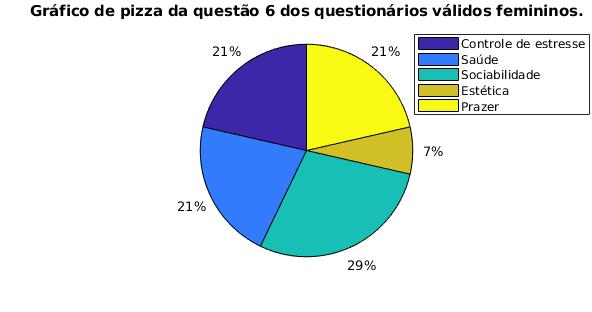 Gráfico de pizza da questão 6 dos questionários válidos femininos.
21%
21%
Controle de estresse
Saúde
Sociabilidade
Estética
Prazer
7%
21%
29%